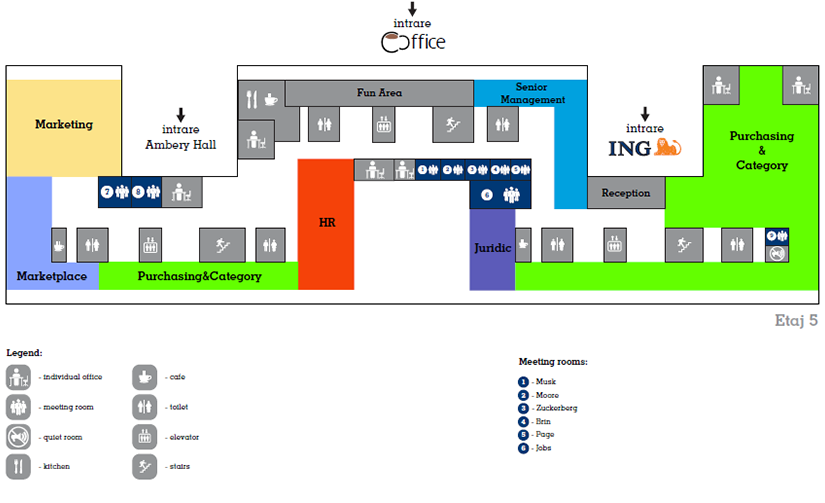 intrare
Coffice
Fun Area
Senior
Management
Marketing
intrare
Ambery Hall
intrare
ING
Purchasing
&
Category
1
2
3
4
5
6
7
8
Reception
HR
9
Juridic
Marketplace
Purchasing&Category
Etaj 5
Legend:
- individual office
- cafe
- meeting room
- toilet
- quiet room
- elevator
- kitchen
- stairs
Meeting rooms:
1 - Musk
2 - Moore
3 - Zuckerberg
4 - Brin
5 - Page
6 - Jobs